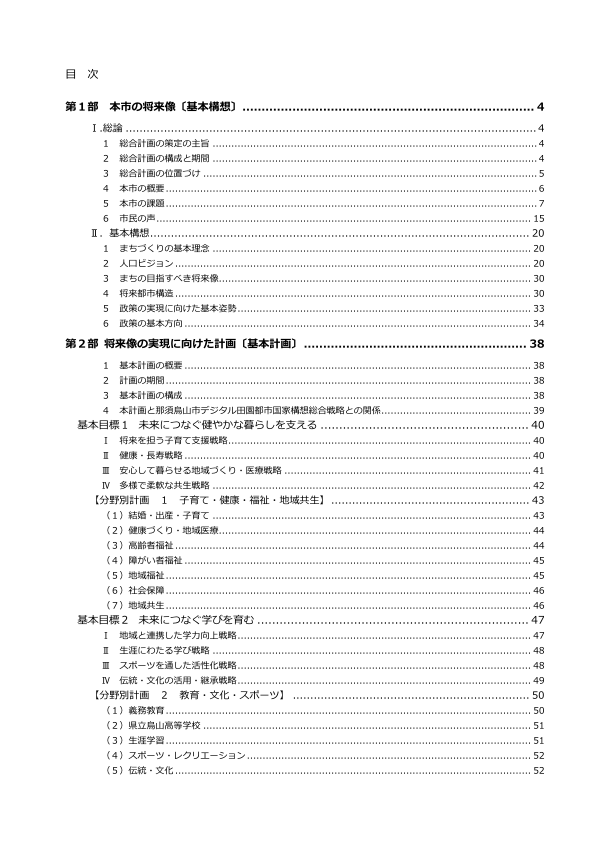 目　次
第１部　本市の将来像〔基本構想〕 ........ 4
Ⅰ.総論 ........ 4
1　総合計画の策定の主旨 ........ 4
2　総合計画の構成と期間 ........ 4
3　総合計画の位置づけ ........ 5
4　本市の概要 ........ 6
5　本市の課題 ........ 7
6　市民の声 ........ 15
Ⅱ．基本構想 ........ 20
1　まちづくりの基本理念 ........ 20
2　人口ビジョン ........ 20
3　まちの目指すべき将来像 ........ 30
4　将来都市構造 ........ 30
5　政策の実現に向けた基本姿勢 ........ 33
6　政策の基本方向 ........ 34
第２部 将来像の実現に向けた計画〔基本計画〕 ........ 38
1　基本計画の概要 ........ 38
2　計画の期間 ........ 38
3　基本計画の構成 ........ 38
4　本計画と那須烏山市デジタル田園都市国家構想総合戦略との関係 ........ 39
基本目標１　未来につなぐ健やかな暮らしを支える ........ 40
Ⅰ　将来を担う子育て支援戦略 ........ 40
Ⅱ　健康・長寿戦略 ........ 40
Ⅲ　安心して暮らせる地域づくり・医療戦略 ........ 41
Ⅳ　多様で柔軟な共生戦略 ........ 42
【分野別計画　１　子育て・健康・福祉・地域共生】 ........ 43
（１）結婚・出産・子育て ........ 43
（２）健康づくり・地域医療 ........ 44
（３）高齢者福祉 ........ 44
（４）障がい者福祉 ........ 45
（５）地域福祉 ........ 45
（６）社会保障 ........ 46
（７）地域共生 ........ 46
基本目標２　未来につなぐ学びを育む ........ 47
Ⅰ　地域と連携した学力向上戦略 ........ 47
Ⅱ　生涯にわたる学び戦略 ........ 48
Ⅲ　スポーツを通した活性化戦略 ........ 48
Ⅳ　伝統・文化の活用・継承戦略 ........ 49
【分野別計画　２　教育・文化・スポーツ】 ........ 50
（１）義務教育 ........ 50
（２）県立烏山高等学校 ........ 51
（３）生涯学習 ........ 51
（４）スポーツ・レクリエーション ........ 52
（５）伝統・文化 ........ 52